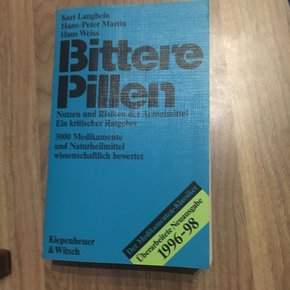 Kurt Langbein
Hans-Peter Martin
Hans Weiss
Bittere
Pillen
Nutzen und Risiken der Arzneimittel
Ein kritischer Ratgeber
3000 Medikamente
und Naturheilmittel
wissenschaftlich bewertet
Der Medikamenten-Klassiker
Überarbeitete Neuausgabe
1996-98
Kiepenheuer
& Witsch